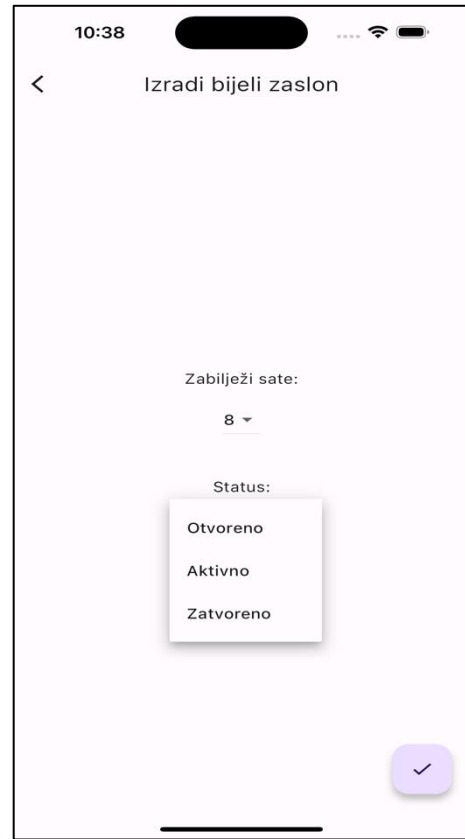 10:38
Izradi bijeli zaslon
Zabilježi sate:
8
Status:
Otvoreno
Aktivno
Zatvoreno